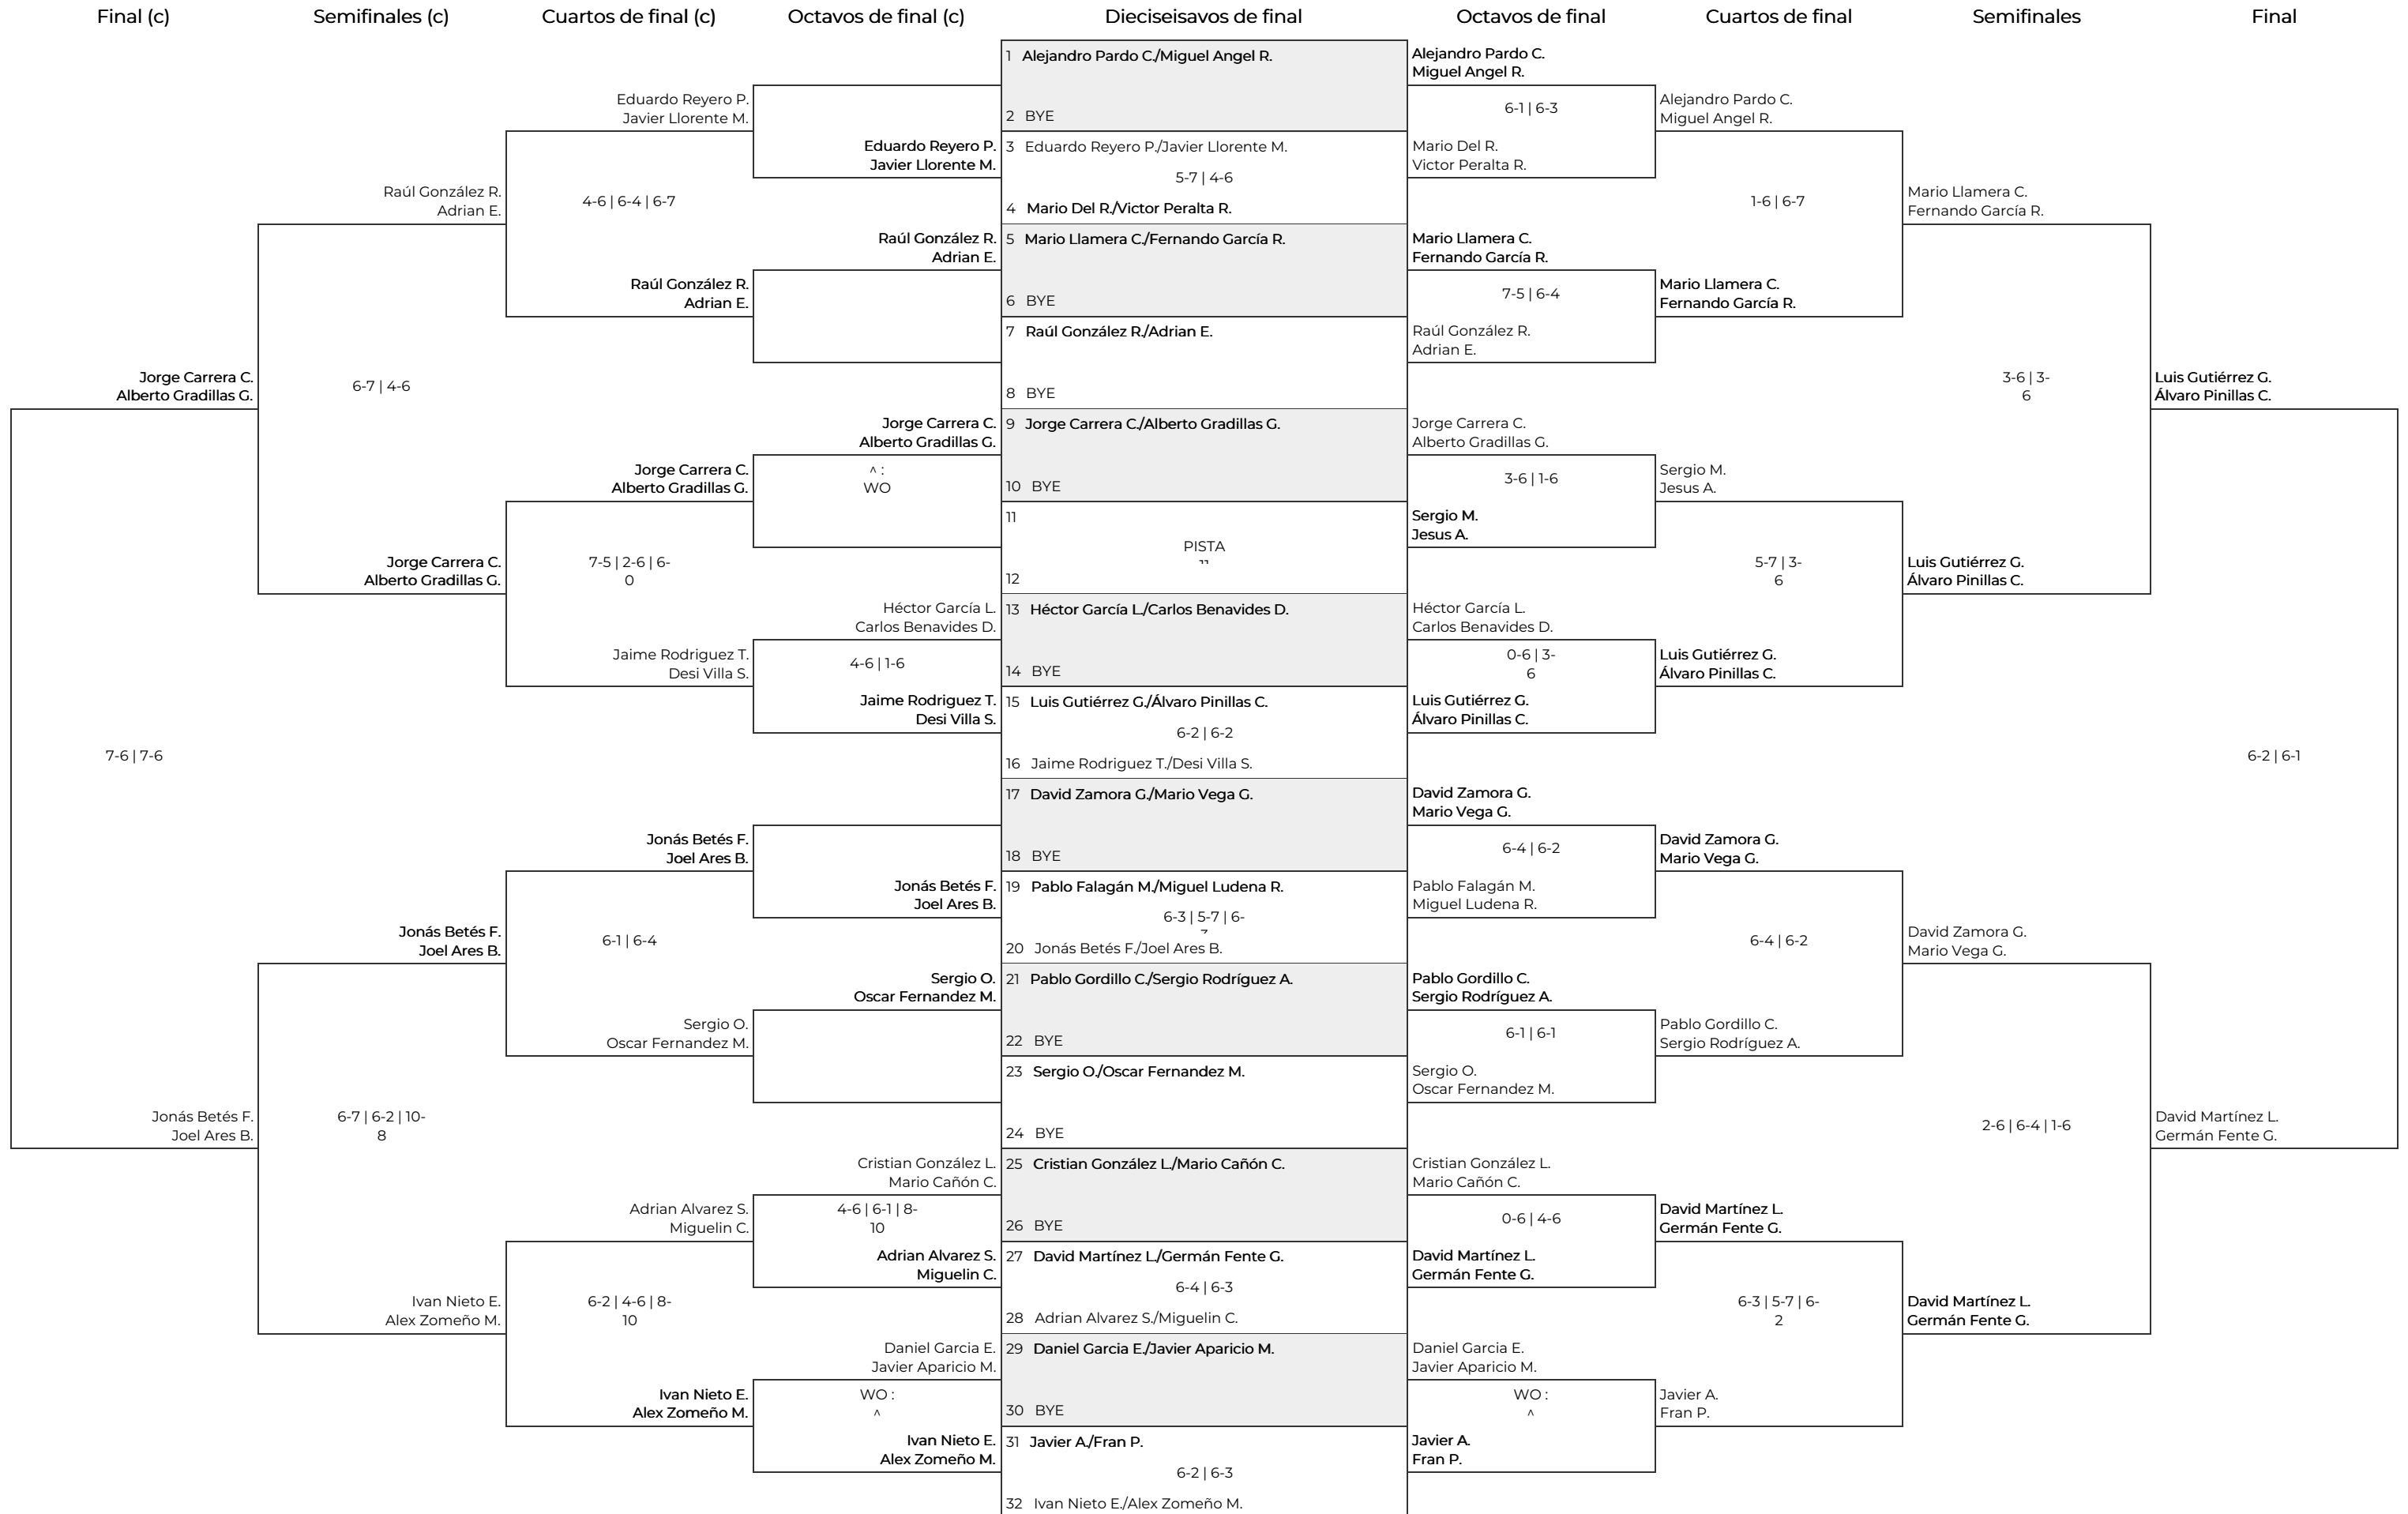 Final (c)
Semifinales (c)
Cuartos de final (c)
Octavos de final (c)
Dieciseisavos de final
Octavos de final
Cuartos de final
Semifinales
Final
Jorge Carrera C.
Alberto Gradillas G.
7-6 | 7-6
Jonás Betés F.
Joel Ares B.
Raúl González R.
Adrian E.
6-7 | 4-6
Jorge Carrera C.
Alberto Gradillas G.
Jonás Betés F.
Joel Ares B.
6-7 | 6-2 | 10-
8
Ivan Nieto E.
Alex Zomeño M.
Eduardo Reyero P.
Javier Llorente M.
4-6 | 6-4 | 6-7
Raúl González R.
Adrian E.
Jorge Carrera C.
Alberto Gradillas G.
7-5 | 2-6 | 6-
0
Jaime Rodriguez T.
Desi Villa S.
Jonás Betés F.
Joel Ares B.
6-1 | 6-4
Sergio O.
Oscar Fernandez M.
Adrian Alvarez S.
Miguelin C.
6-2 | 4-6 | 8-
10
Ivan Nieto E.
Alex Zomeño M.
Eduardo Reyero P.
Javier Llorente M.
Raúl González R.
Adrian E.
Jorge Carrera C.
Alberto Gradillas G.
^ :
WO
Héctor García L.
Carlos Benavides D.
4-6 | 1-6
Jaime Rodriguez T.
Desi Villa S.
Jonás Betés F.
Joel Ares B.
Sergio O.
Oscar Fernandez M.
Cristian González L.
Mario Cañón C.
4-6 | 6-1 | 8-
10
Adrian Alvarez S.
Miguelin C.
Daniel Garcia E.
Javier Aparicio M.
WO :
^
Ivan Nieto E.
Alex Zomeño M.
1 Alejandro Pardo C./Miguel Angel R.
2 BYE
3 Eduardo Reyero P./Javier Llorente M.
5-7 | 4-6
4 Mario Del R./Victor Peralta R.
5 Mario Llamera C./Fernando García R.
6 BYE
7 Raúl González R./Adrian E.
8 BYE
9 Jorge Carrera C./Alberto Gradillas G.
10 BYE
11
PISTA
12
13 Héctor García L./Carlos Benavides D.
14 BYE
15 Luis Gutiérrez G./Álvaro Pinillas C.
6-2 | 6-2
16 Jaime Rodriguez T./Desi Villa S.
17 David Zamora G./Mario Vega G.
18 BYE
19 Pablo Falagán M./Miguel Ludena R.
6-3 | 5-7 | 6-
20 Jonás Betés F./Joel Ares B.
21 Pablo Gordillo C./Sergio Rodríguez A.
22 BYE
23 Sergio O./Oscar Fernandez M.
24 BYE
25 Cristian González L./Mario Cañón C.
26 BYE
27 David Martínez L./Germán Fente G.
6-4 | 6-3
28 Adrian Alvarez S./Miguelin C.
29 Daniel Garcia E./Javier Aparicio M.
30 BYE
31 Javier A./Fran P.
6-2 | 6-3
32 Ivan Nieto E./Alex Zomeño M.
Alejandro Pardo C.
Miguel Angel R.
6-1 | 6-3
Mario Del R.
Victor Peralta R.
Mario Llamera C.
Fernando García R.
7-5 | 6-4
Raúl González R.
Adrian E.
Jorge Carrera C.
Alberto Gradillas G.
3-6 | 1-6
Sergio M.
Jesus A.
Héctor García L.
Carlos Benavides D.
0-6 | 3-
6
Luis Gutiérrez G.
Álvaro Pinillas C.
David Zamora G.
Mario Vega G.
6-4 | 6-2
Pablo Falagán M.
Miguel Ludena R.
Pablo Gordillo C.
Sergio Rodríguez A.
6-1 | 6-1
Sergio O.
Oscar Fernandez M.
Cristian González L.
Mario Cañón C.
0-6 | 4-6
David Martínez L.
Germán Fente G.
Daniel Garcia E.
Javier Aparicio M.
WO :
^
Javier A.
Fran P.
Alejandro Pardo C.
Miguel Angel R.
1-6 | 6-7
Mario Llamera C.
Fernando García R.
Sergio M.
Jesus A.
5-7 | 3-
6
Luis Gutiérrez G.
Álvaro Pinillas C.
David Zamora G.
Mario Vega G.
6-4 | 6-2
Pablo Gordillo C.
Sergio Rodríguez A.
David Martínez L.
Germán Fente G.
6-3 | 5-7 | 6-
2
Javier A.
Fran P.
Mario Llamera C.
Fernando García R.
3-6 | 3-
6
Luis Gutiérrez G.
Álvaro Pinillas C.
David Zamora G.
Mario Vega G.
2-6 | 6-4 | 1-6
David Martínez L.
Germán Fente G.
Luis Gutiérrez G.
Álvaro Pinillas C.
6-2 | 6-1
David Martínez L.
Germán Fente G.